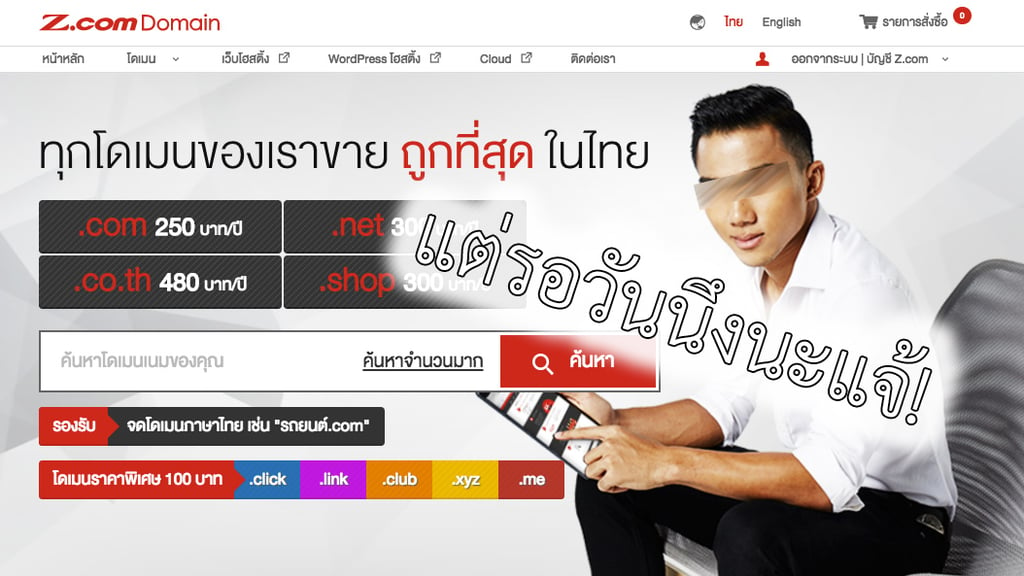 Z.com Domain
ไทย English รายการสั่งซื้อ 0
หน้าหลัก โดเมน เว็บโฮสติ้ง WordPress โฮสติ้ง Cloud ติดต่อเรา ออกจากระบบ | บัญชี Z.com
ทุกโดเมนของเราขาย ถูกที่สุด ในไทย
.com 250 บาท/ปี .net 300 บาท/ปี
.co.th 480 บาท/ปี .shop 300 บาท/ปี
แต่รอวันนึงนะแจ้!
ค้นหาโดเมนเนมของคุณ ค้นหาจำนวนมาก ค้นหา
รองรับ จดโดเมนภาษาไทย เช่น "รถยนต์.com"
โดเมนราคาพิเศษ 100 บาท .click .link .club .xyz .me